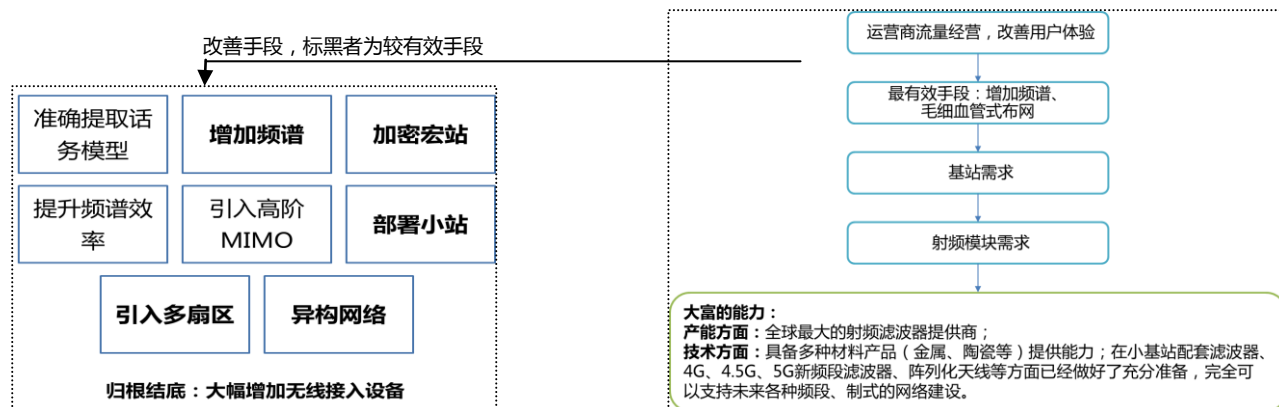 改善手段，标黑者为较有效手段
准确提取话
务模型
增加频谱
加密宏站
提升频谱效
率
引入高阶
MIMO
部署小站
引入多扇区
异构网络
归根结底：大幅增加无线接入设备
运营商流量经营，改善用户体验
最有效手段：增加频谱、
毛细血管式布网
基站需求
射频模块需求
大富的能力：
产能方面：全球最大的射频滤波器提供商；
技术方面：具备多种材料产品（金属、陶瓷等）提供能力；在小基站配套滤波器、
4G、4.5G、5G新频段滤波器、阵列化天线等方面已经做好了充分准备，完全可
以支持未来各种频段、制式的网络建设。